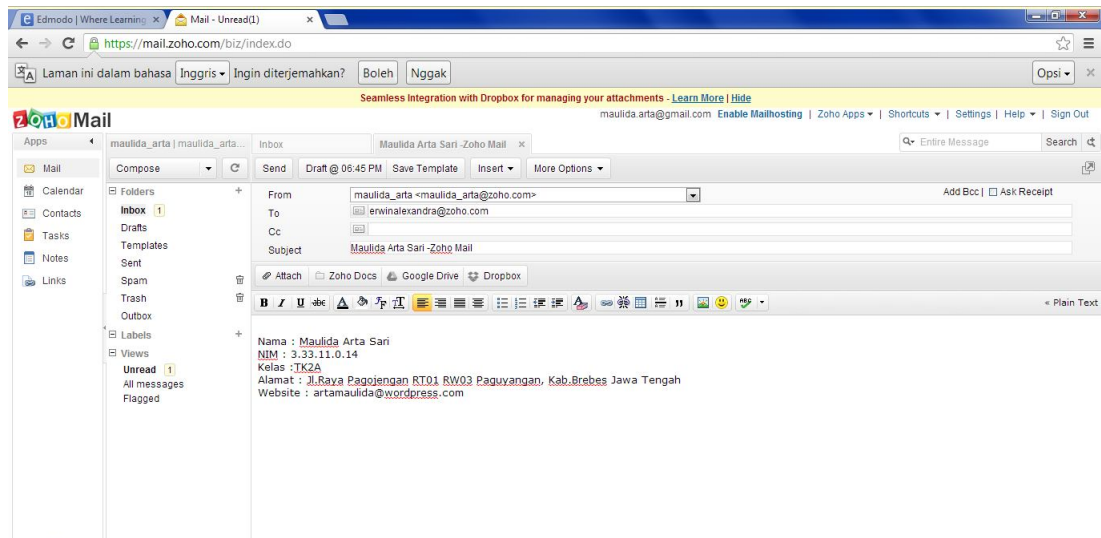 Edmodo | Where Learning
Mail - Unread(1)
https://mail.zoho.com/biz/index.do
Laman ini dalam bahasa Inggris Ingin diterjemahkan? Boleh Nggak Opsi
Seamless Integration with Dropbox for managing your attachments - Learn More | Hide
ZOHO Mail
maulida.arta@gmail.com Enable Mailhosting | Zoho Apps | Shortcuts | Settings | Help | Sign Out
Apps
maulida_arta | maulida_arta...
Inbox
Maulida Arta Sari -Zoho Mail
Entire Message
Search
Mail
Calendar
Contacts
Tasks
Notes
Links
Compose
Folders
Inbox 1
Drafts
Templates
Sent
Spam
Trash
Outbox
Labels
Views
Unread 1
All messages
Flagged
Send Draft @ 06:45 PM Save Template Insert More Options
From maulida_arta <maulida_arta@zoho.com>
Add Bcc | Ask Receipt
To erwinalexandra@zoho.com
Cc
Subject Maulida Arta Sari -Zoho Mail
Attach Zoho Docs Google Drive Dropbox
B I U abc
« Plain Text
Nama : Maulida Arta Sari
NIM : 3.33.11.0.14
Kelas :TK2A
Alamat : Jl.Raya Pagojengan RT01 RW03 Paguyangan, Kab.Brebes Jawa Tengah
Website : artamaulida@wordpress.com